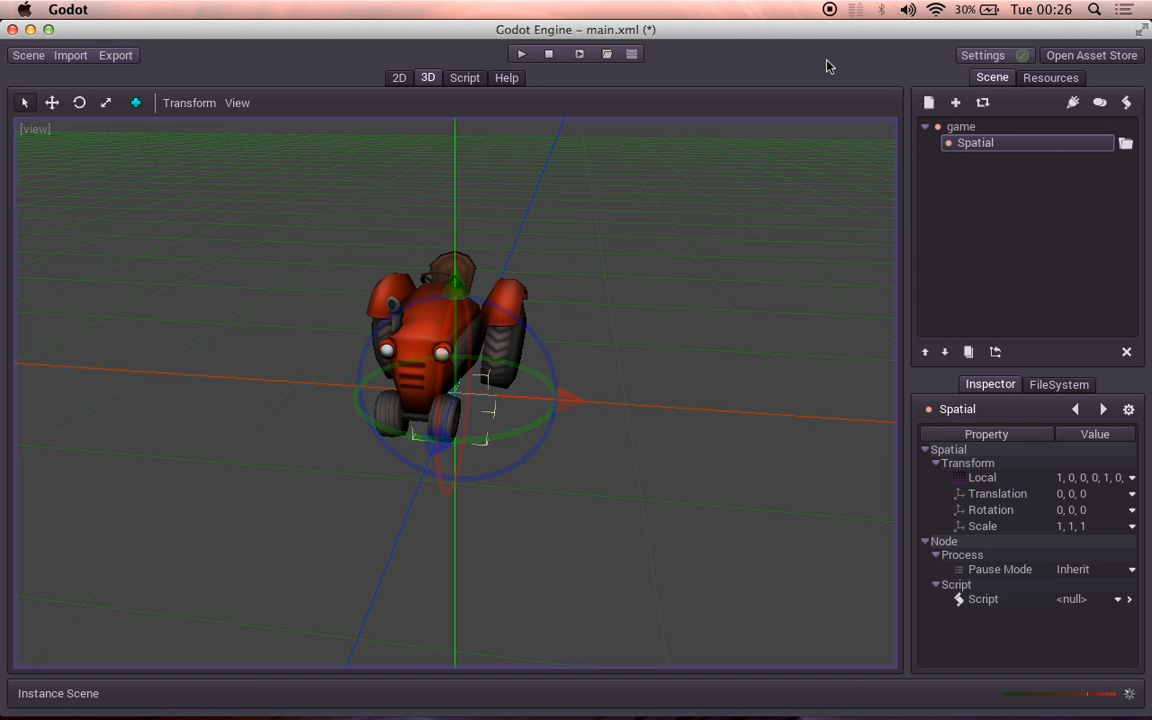 Godot 30% Tue 00:26
Godot Engine – main.xml (*)
Scene Import Export Settings Open Asset Store
2D 3D Script Help Scene Resources
Transform View
[view]
game
Spatial
Inspector FileSystem
Spatial
Property Value
Spatial
Transform
Local 1, 0, 0, 0, 1, 0,
Translation 0, 0, 0
Rotation 0, 0, 0
Scale 1, 1, 1
Node
Process
Pause Mode Inherit
Script
Script <null>
Instance Scene